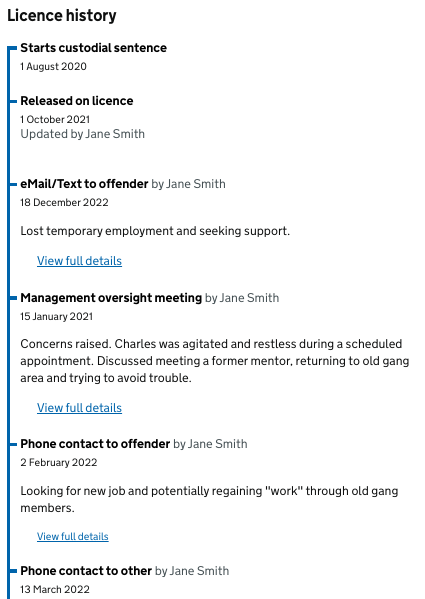 Licence history
Starts custodial sentence
1 August 2020
Released on licence
1 October 2021
Updated by Jane Smith
eMail/Text to offender by Jane Smith
18 December 2022
Lost temporary employment and seeking support.
View full details
Management oversight meeting by Jane Smith
15 January 2021
Concerns raised. Charles was agitated and restless during a scheduled
appointment. Discussed meeting a former mentor, returning to old gang
area and trying to avoid trouble.
View full details
Phone contact to offender by Jane Smith
2 February 2022
Looking for new job and potentially regaining "work" through old gang
members.
View full details
Phone contact to other by Jane Smith
13 March 2022